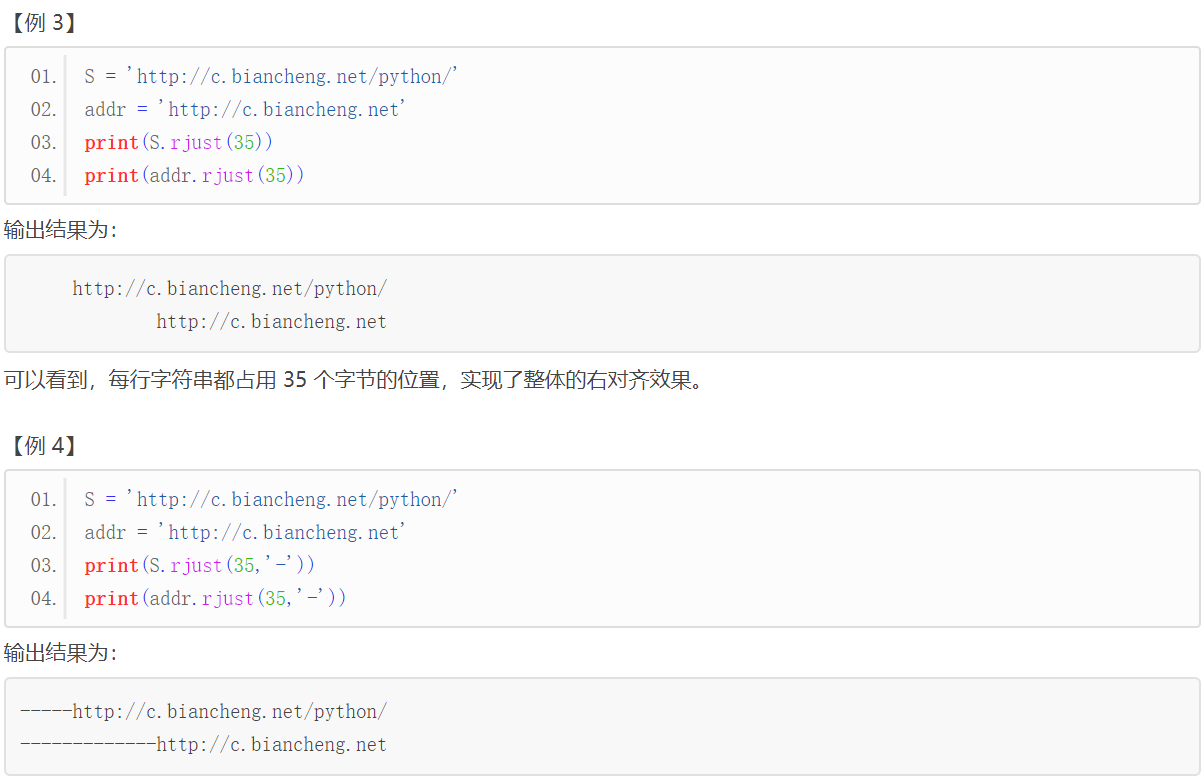 【例 3】
01. S = 'http://c.biancheng.net/python/'
02. addr = 'http://c.biancheng.net'
03. print(S.rjust(35))
04. print(addr.rjust(35))
输出结果为：
     http://c.biancheng.net/python/
             http://c.biancheng.net
可以看到，每行字符串都占用 35 个字节的位置，实现了整体的右对齐效果。
【例 4】
01. S = 'http://c.biancheng.net/python/'
02. addr = 'http://c.biancheng.net'
03. print(S.rjust(35,'-'))
04. print(addr.rjust(35,'-'))
输出结果为：
-----http://c.biancheng.net/python/
-------------http://c.biancheng.net